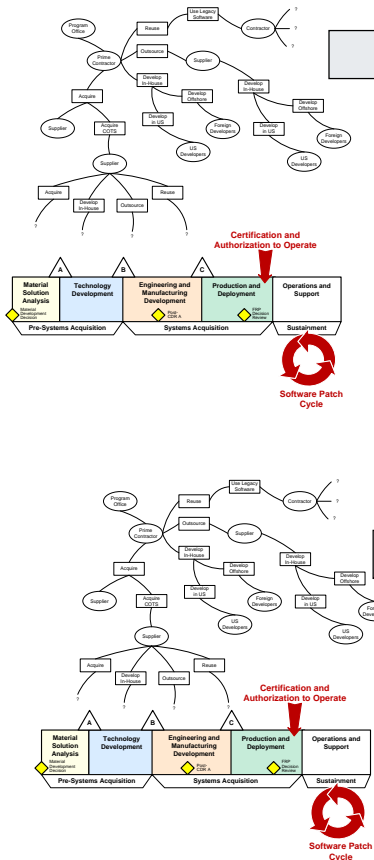 Use Legacy
Software
?
Program
Office
Reuse
Contractor
?
?
Outsource
Prime
Contractor
Supplier
Develop
In-House
Acquire
Develop
Offshore
Develop
In-House
Develop
Offshore
Supplier
Acquire
COTS
Develop
in US
Foreign
Developers
Develop
in US
Foreign
Developers
US
Developers
US
Developers
Supplier
Acquire
Develop
In-House
Outsource
Reuse
?
?
?
?
Certification and
Authorization to Operate
A
B
C
Material
Solution
Analysis
Technology
Development
Engineering and
Manufacturing
Development
Production and
Deployment
Operations and
Support
Material
Development
Decision
Post-
CDR A
FRP
Decision
Review
Pre-Systems Acquisition
Systems Acquisition
Sustainment
Software Patch
Cycle
Use Legacy
Software
?
Program
Office
Reuse
Contractor
?
?
Outsource
Prime
Contractor
Supplier
Develop
In-House
Acquire
Develop
Offshore
Develop
In-House
Develop
Offshore
Supplier
Acquire
COTS
Develop
in US
Foreign
Developers
Develop
in US
US
Developers
US
Developers
Supplier
Acquire
Develop
In-House
Outsource
Reuse
?
?
?
?
Certification and
Authorization to Operate
A
B
C
Material
Solution
Analysis
Technology
Development
Engineering and
Manufacturing
Development
Production and
Deployment
Operations and
Support
Material
Development
Decision
Post-
CDR A
FRP
Decision
Review
Pre-Systems Acquisition
Systems Acquisition
Sustainment
Software Patch
Cycle